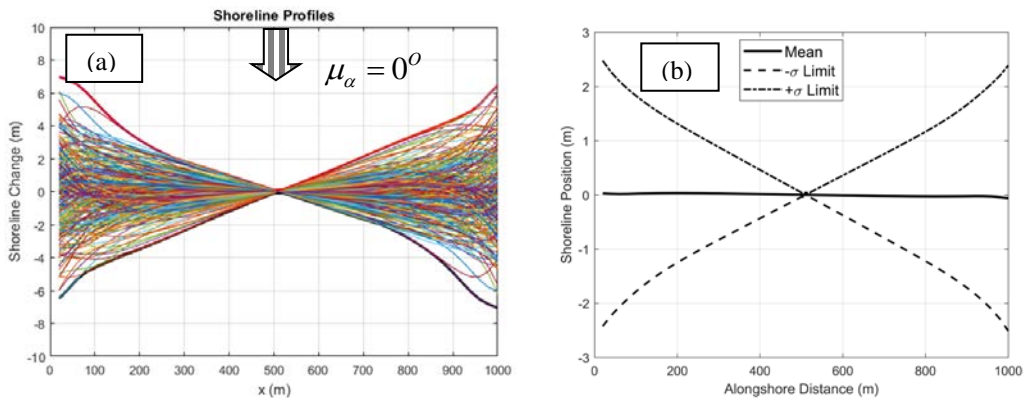 Shoreline Profiles
(a)
μα = 0^o
10
8
6
4
2
0
-2
-4
-6
-8
-10
Shoreline Change (m)
0 100 200 300 400 500 600 700 800 900 1000
x (m)
(b)
Mean
-σ Limit
+σ Limit
3
2
1
0
-1
-2
-3
Shoreline Position (m)
0 200 400 600 800 1000
Alongshore Distance (m)